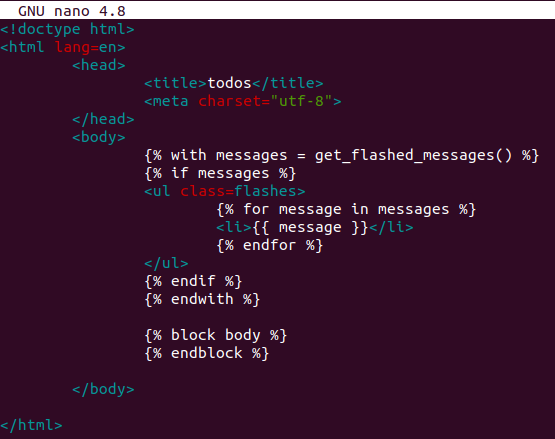 GNU nano 4.8
<!doctype html>
<html lang=en>
<head>
<title>todos</title>
<meta charset="utf-8">
</head>
<body>
{% with messages = get_flashed_messages() %}
{% if messages %}
<ul class=flashes>
{% for message in messages %}
<li>{{ message }}</li>
{% endfor %}
</ul>
{% endif %}
{% endwith %}
{% block body %}
{% endblock %}
</body>
</html>